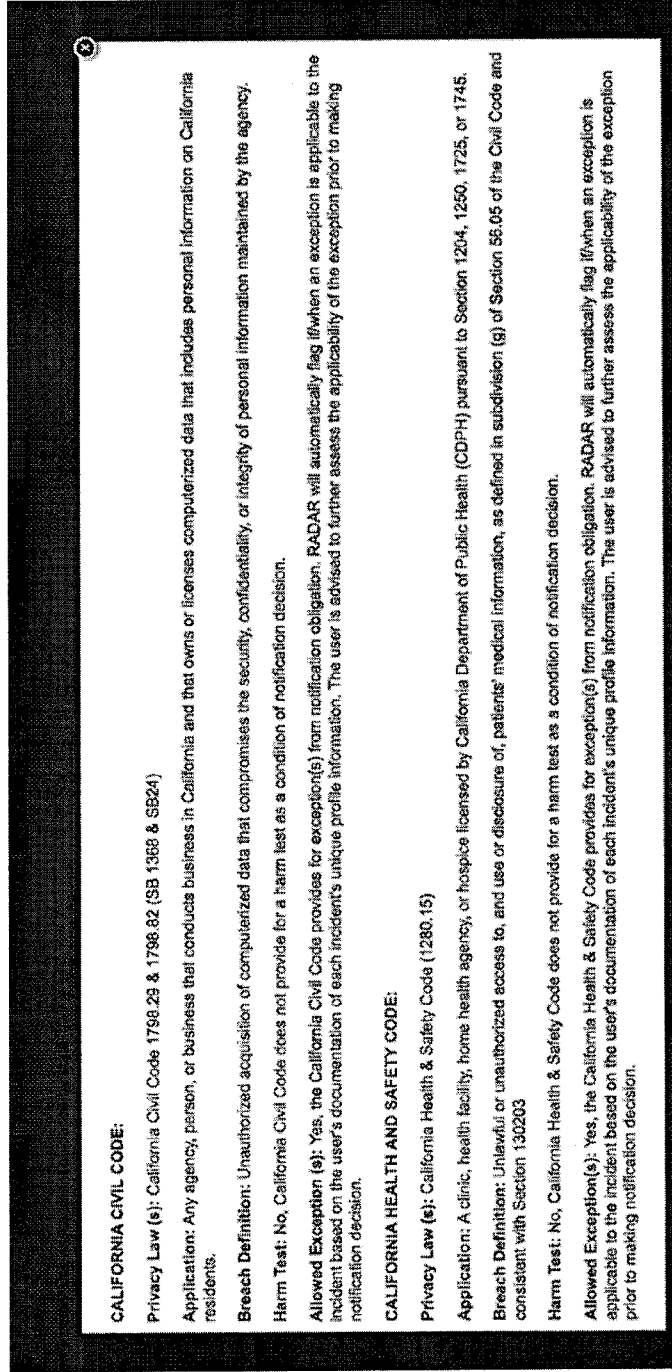 CALIFORNIA CIVIL CODE:
Privacy Law (s): California Civil Code 1798.29 & 1798.82 (SB 1368 & SB24)
Application: Any agency, person, or business that conducts business in California and that owns or licenses computerized data that includes personal information on California
residents.
Breach Definition: Unauthorized acquisition of computerized data that compromises the security, confidentiality, or integrity of personal information maintained by the agency.
Harm Test: No, California Civil Code does not provide for a harm test as a condition of notification decision.
Allowed Exception (s): Yes, the California Civil Code provides for exception(s) from notification obligation. RADAR will automatically flag if/when an exception is applicable to the
incident based on the user's documentation of each incident's unique profile information. The user is advised to further assess the applicability of the exception prior to making
notification decision.
CALIFORNIA HEALTH AND SAFETY CODE:
Privacy Law (s): California Health & Safety Code (1280.15)
Application: A clinic, health facility, home health agency, or hospice licensed by California Department of Public Health (CDPH) pursuant to Section 1204, 1250, 1725, or 1745.
Breach Definition: Unlawful or unauthorized access to, and use or disclosure of, patients' medical information, as defined in subdivision (g) of Section 56.05 of the Civil Code and
consistent with Section 130203
Harm Test: No, California Health & Safety Code does not provide for a harm test as a condition of notification decision.
Allowed Exception(s): Yes, the California Health & Safety Code provides for exception(s) from notification obligation. RADAR will automatically flag if/when an exception is
applicable to the incident based on the user's documentation of each incident's unique profile information. The user is advised to further assess the applicability of the exception
prior to making notification decision.